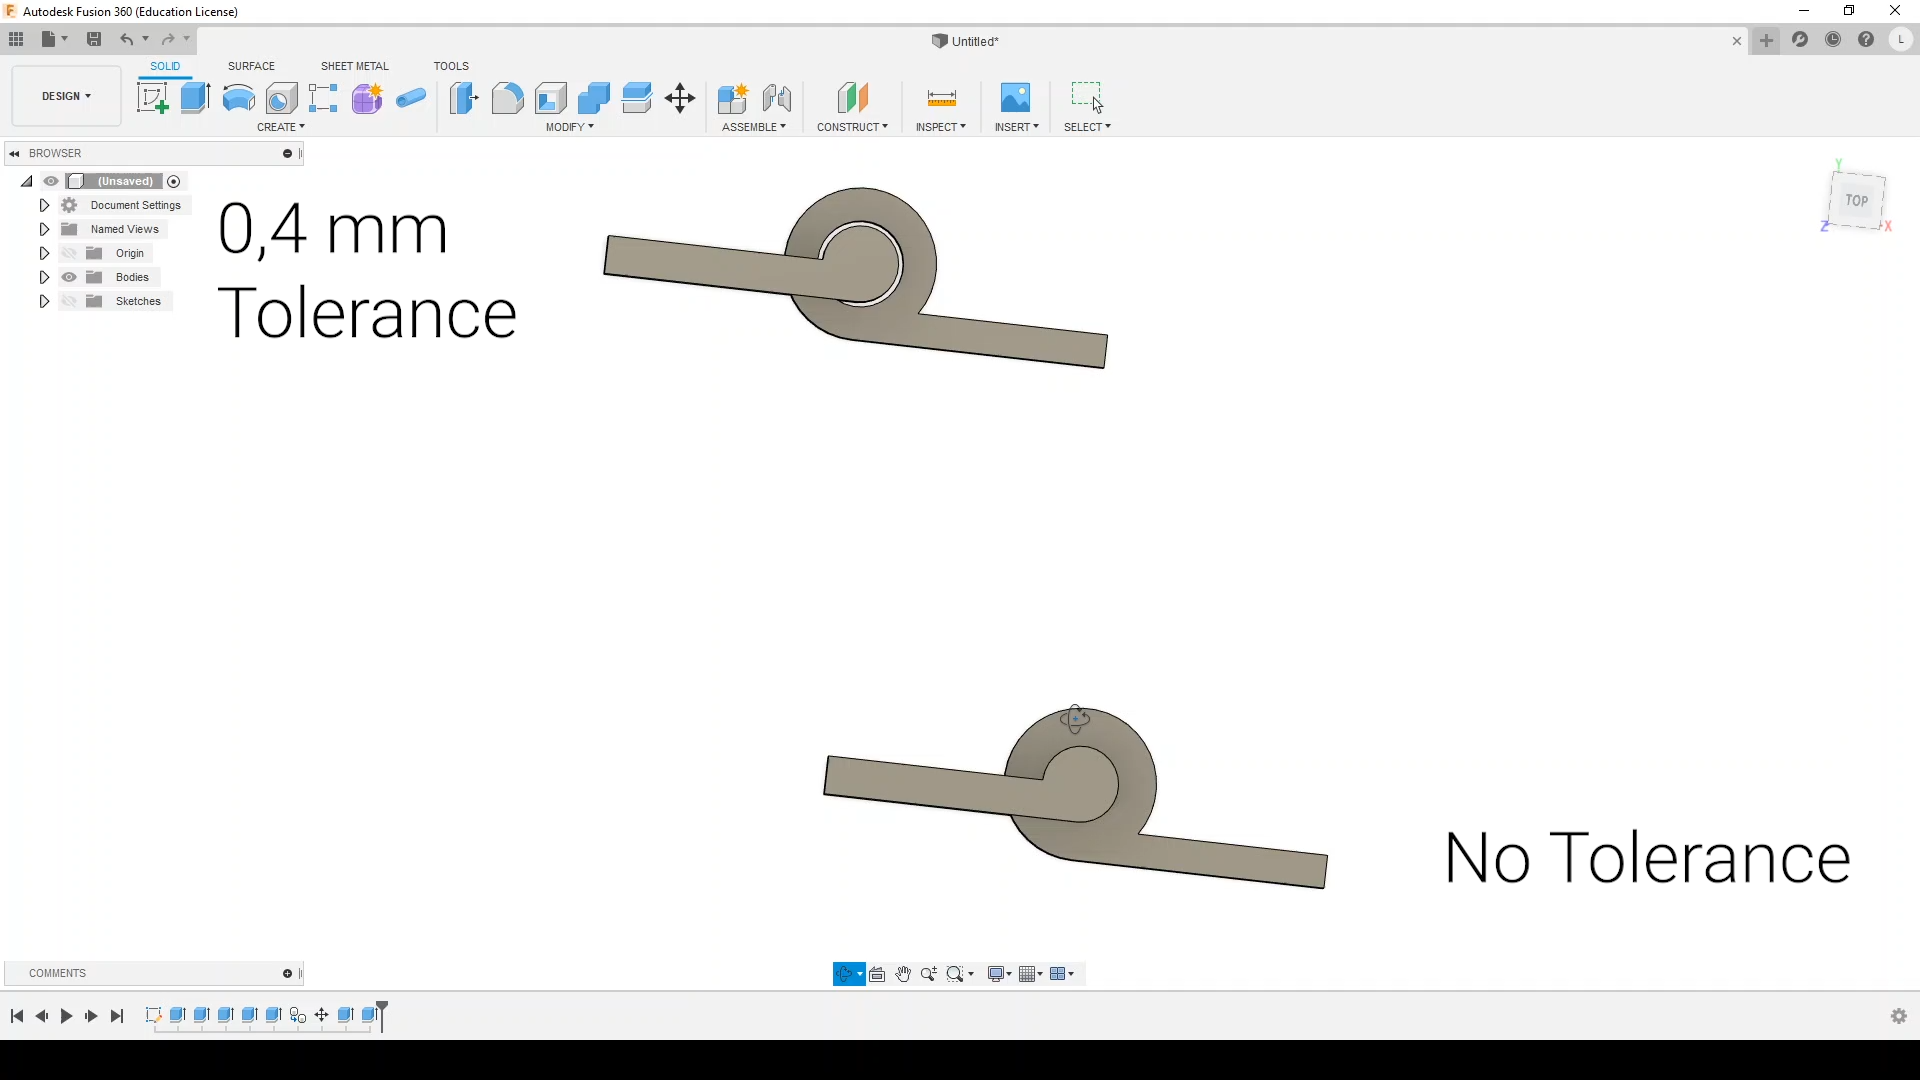 Autodesk Fusion 360 (Education License)
Untitled*
L
DESIGN
SOLID
SURFACE
SHEET METAL
TOOLS
CREATE
MODIFY
ASSEMBLE
CONSTRUCT
INSPECT
INSERT
SELECT
BROWSER
(Unsaved)
Document Settings
Named Views
Origin
Bodies
Sketches
0,4 mm
Tolerance
Y
TOP
Z
X
No Tolerance
COMMENTS